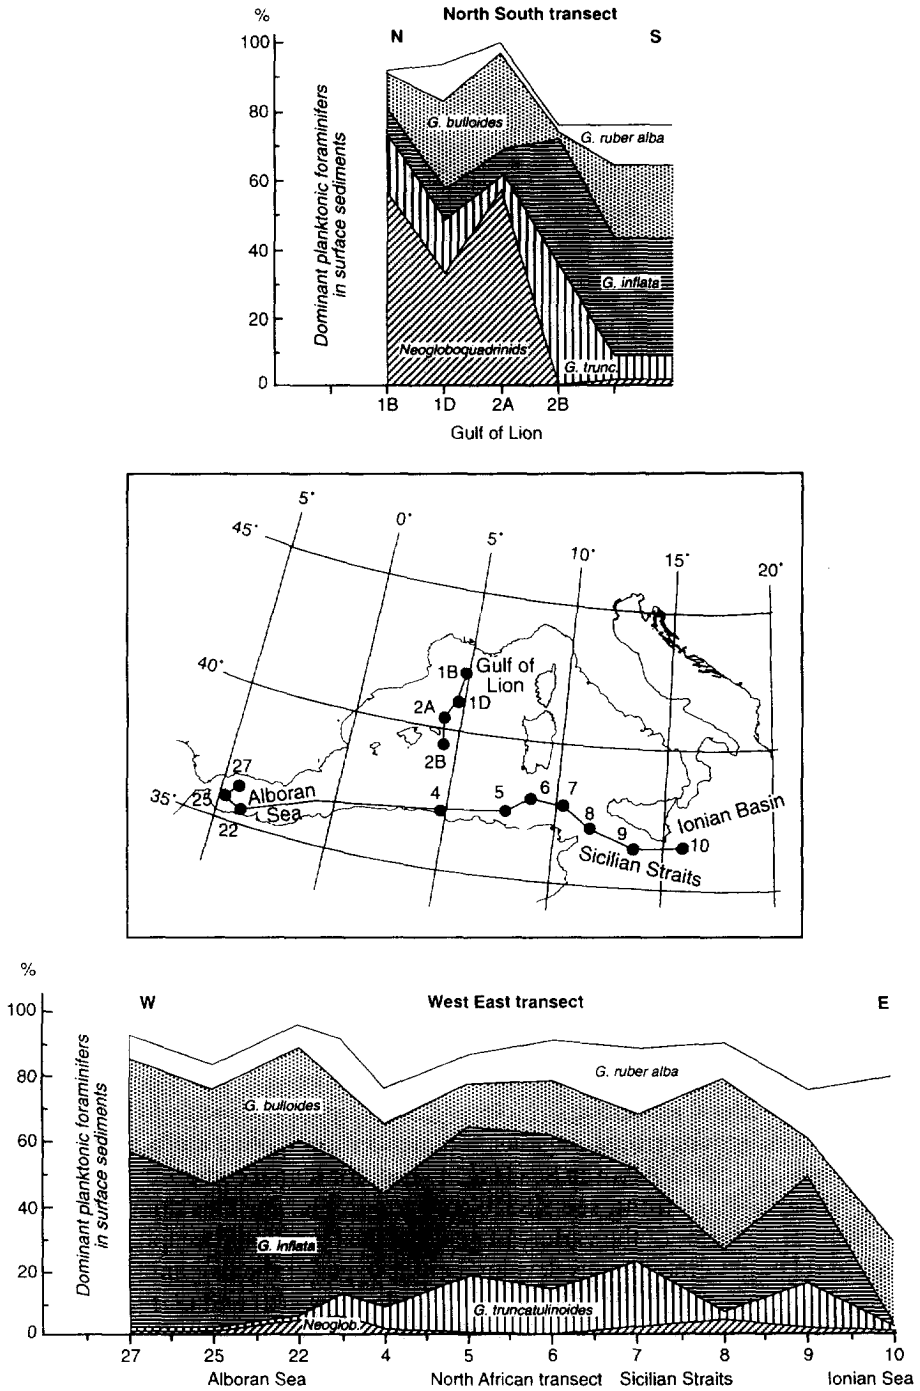 North South transect
%
N
S
100
80
60
40
20
0
Dominant planktonic foraminifers
in surface sediments
G. bulloides
G. ruber alba
G. inflata
Neogloboquadrinids
G. trunc.
1B
1D
2A
2B
Gulf of Lion
5°
0°
5°
10°
15°
20°
45°
40°
35°
1B
Gulf of
Lion
2A
1D
2B
27
25
Alboran
Sea
22
4
5
6
7
8
9
10
Ionian Basin
Sicilian Straits
%
W
West East transect
E
100
80
60
40
20
0
Dominant planktonic foraminifers
in surface sediments
G. ruber alba
G. bulloides
G. inflata
G. truncatulinoides
Neoglob.
27
25
22
4
5
6
7
8
9
10
Alboran Sea
North African transect
Sicilian Straits
Ionian Sea